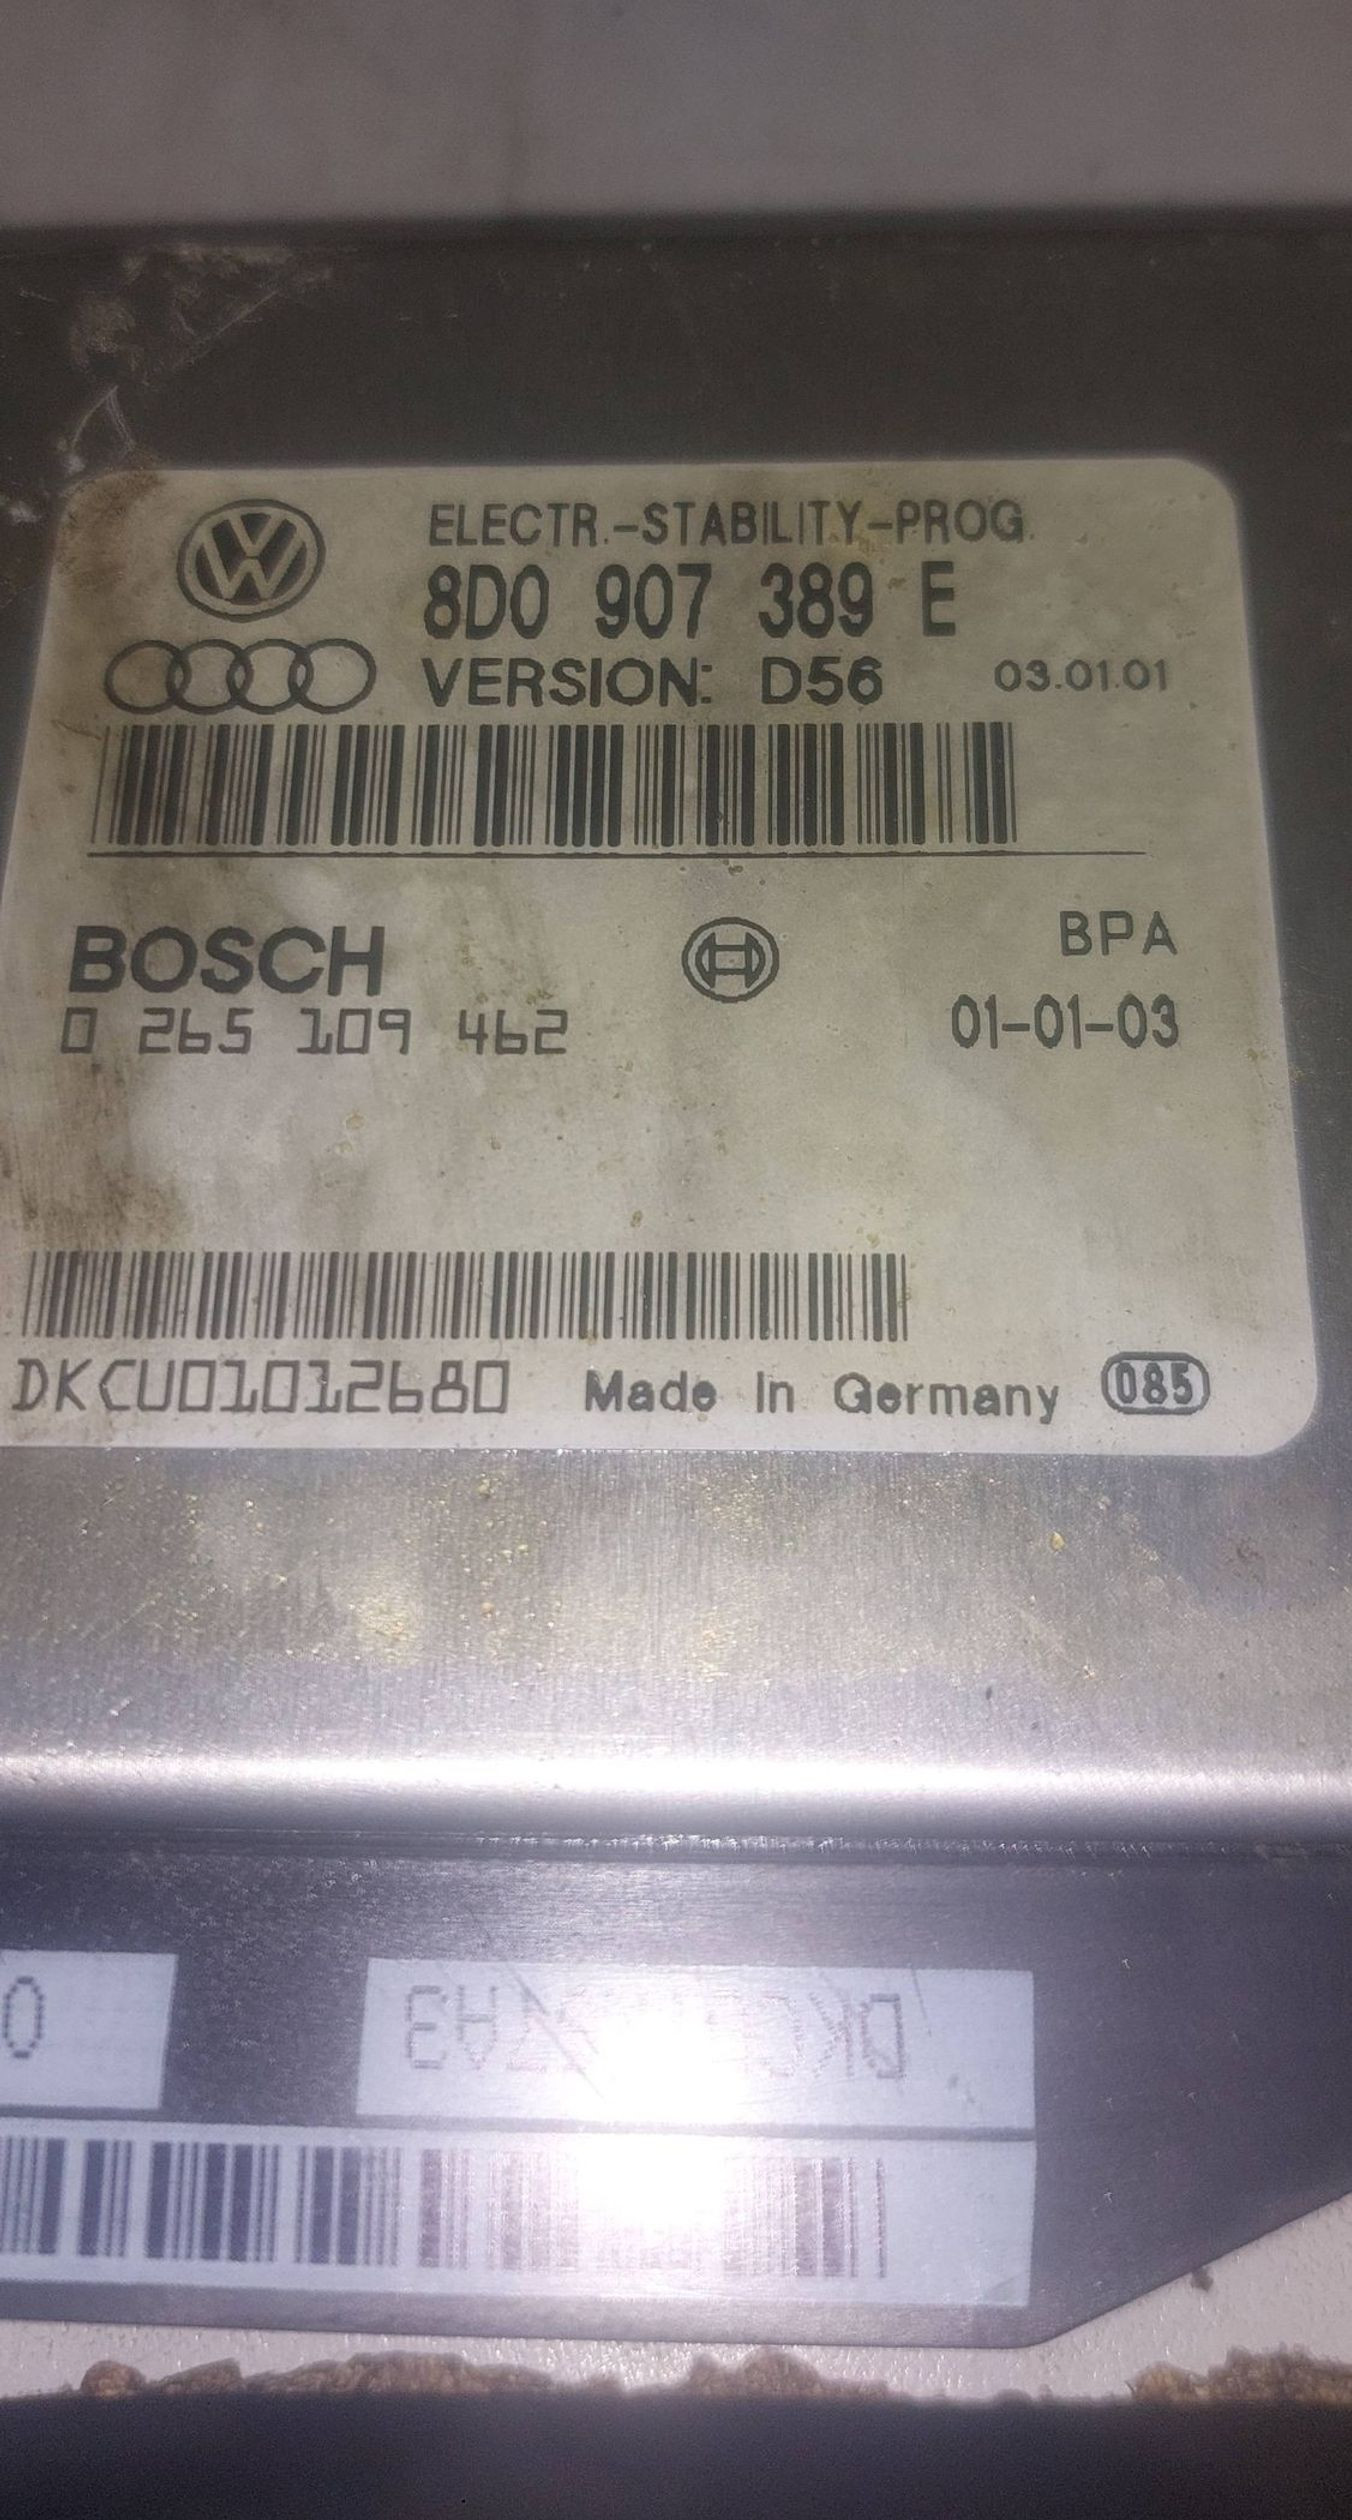 ELECTR.-STABILITY-PROG.
8D0 907 389 E
VERSION: D56 03.01.01
BOSCH BPA
0 265 109 462 01-01-03
DKCU01012680 Made In Germany 085
0